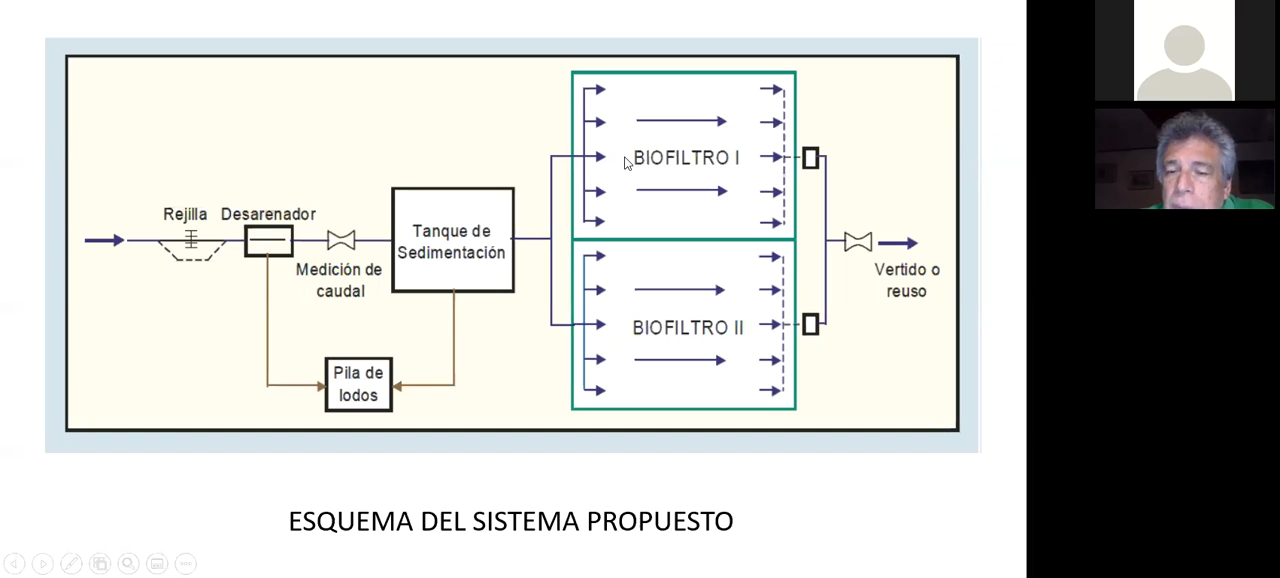 Rejilla
Desarenador
Medición de
caudal
Tanque de
Sedimentación
Pila de
lodos
BIOFILTRO I
BIOFILTRO II
Vertido o
reuso
ESQUEMA DEL SISTEMA PROPUESTO